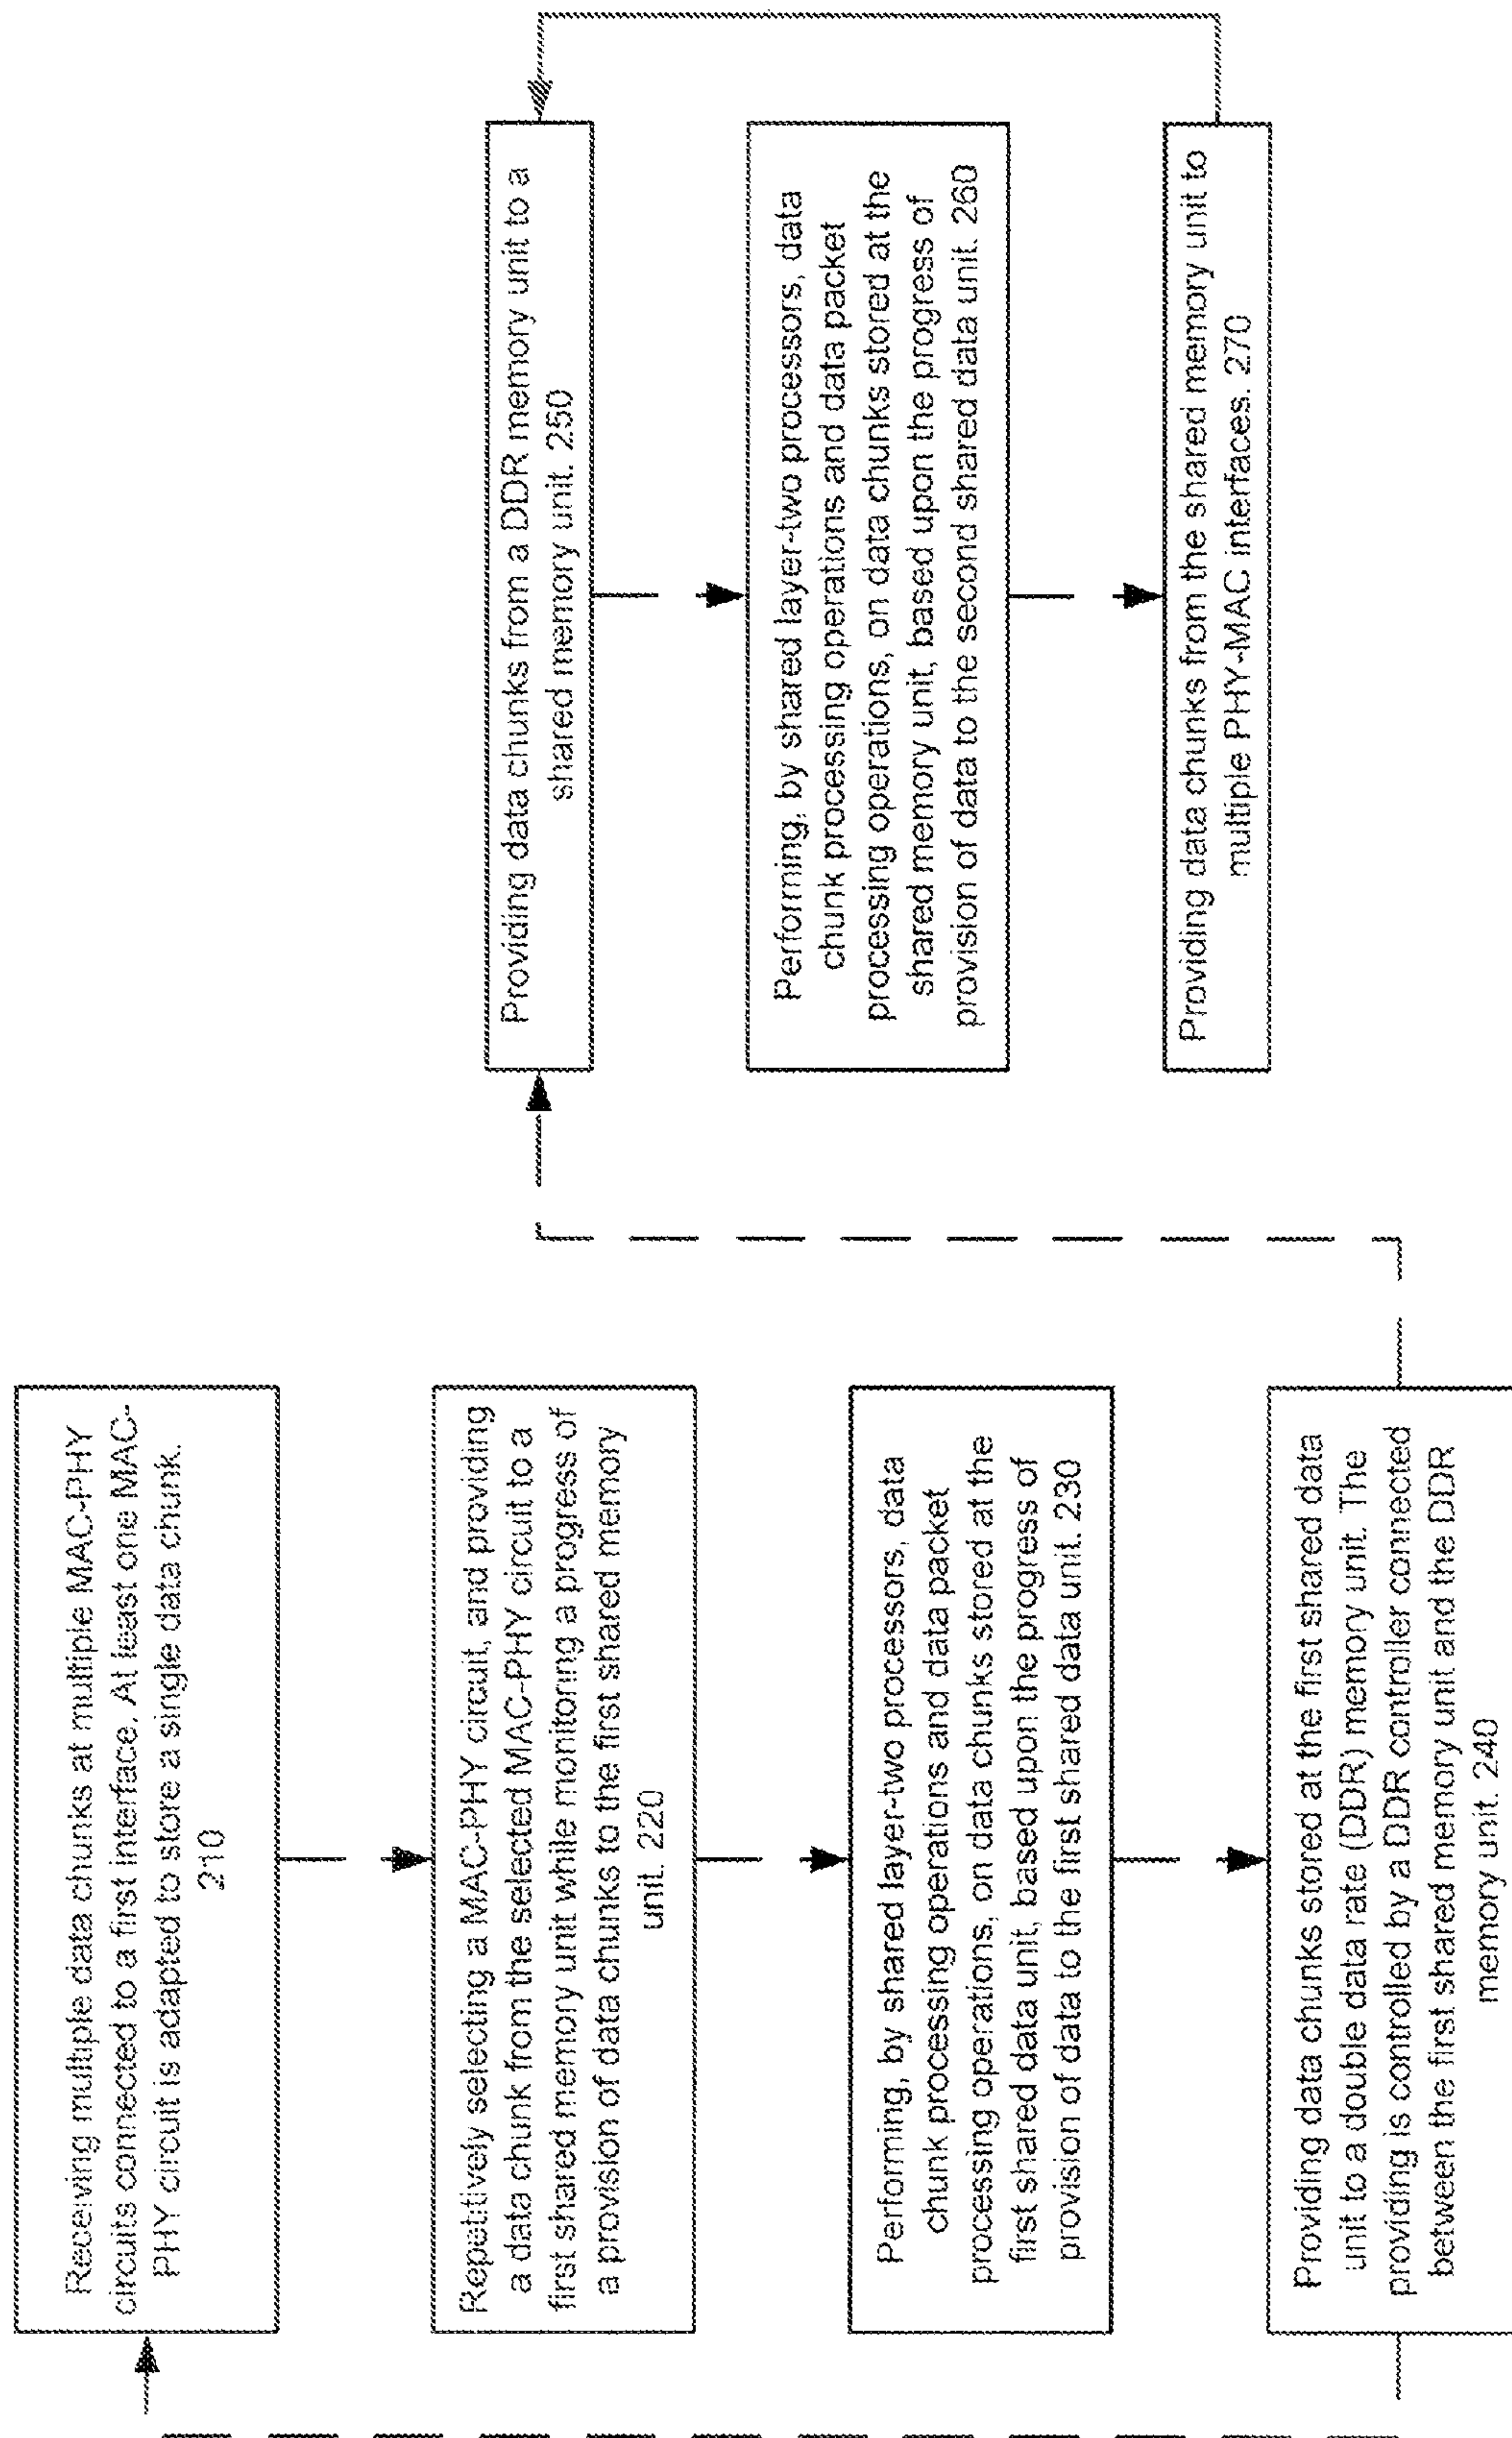 Receiving multiple data chunks at multiple MAC-PHY
circuits connected to a first interface. At least one MAC-
PHY circuit is adapted to store a single data chunk.
210
Repetitively selecting a MAC-PHY circuit, and providing
a data chunk from the selected MAC-PHY circuit to a
first shared memory unit while monitoring a progress of
a provision of data chunks to the first shared memory
unit. 220
Performing, by shared layer-two processors, data
chunk processing operations and data packet
processing operations, on data chunks stored at the
first shared data unit, based upon the progress of
provision of data to the first shared data unit. 230
Providing data chunks stored at the first shared data
unit to a double data rate (DDR) memory unit. The
providing is controlled by a DDR controller connected
between the first shared memory unit and the DDR
memory unit. 240
Providing data chunks from a DDR memory unit to a
shared memory unit. 250
Performing, by shared layer-two processors, data
chunk processing operations and data packet
processing operations, on data chunks stored at the
shared memory unit, based upon the progress of
provision of data to the second shared data unit. 260
Providing data chunks from the shared memory unit to
multiple PHY-MAC interfaces. 270